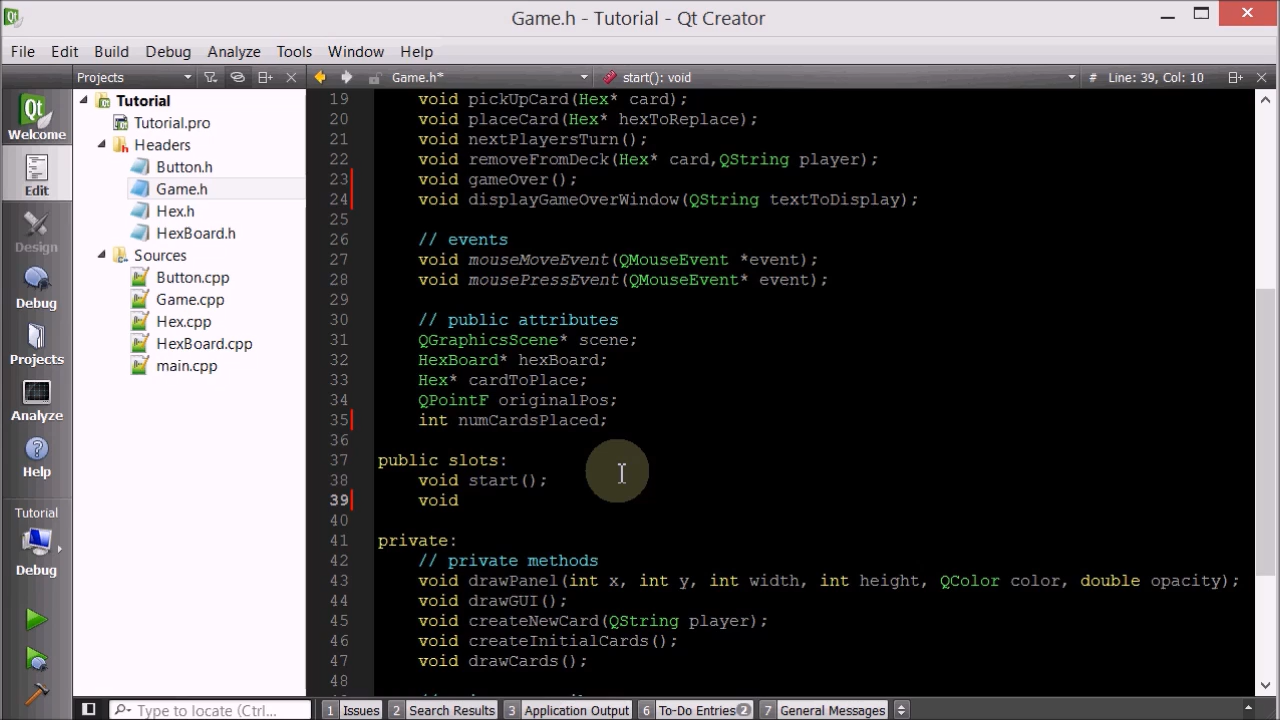 Game.h - Tutorial - Qt Creator
File Edit Build Debug Analyze Tools Window Help
Projects Game.h* start(): void # Line: 39, Col: 10
Welcome
Edit
Design
Debug
Projects
Analyze
Help
Tutorial
Debug
Tutorial
Tutorial.pro
Headers
Button.h
Game.h
Hex.h
HexBoard.h
Sources
Button.cpp
Game.cpp
Hex.cpp
HexBoard.cpp
main.cpp
19 void pickUpCard(Hex* card);
20 void placeCard(Hex* hexToReplace);
21 void nextPlayersTurn();
22 void removeFromDeck(Hex* card,QString player);
23 void gameOver();
24 void displayGameOverWindow(QString textToDisplay);
25
26 // events
27 void mouseMoveEvent(QMouseEvent *event);
28 void mousePressEvent(QMouseEvent* event);
29
30 // public attributes
31 QGraphicsScene* scene;
32 HexBoard* hexBoard;
33 Hex* cardToPlace;
34 QPointF originalPos;
35 int numCardsPlaced;
36
37 public slots:
38 void start();
39 void
40
41 private:
42 // private methods
43 void drawPanel(int x, int y, int width, int height, QColor color, double opacity);
44 void drawGUI();
45 void createNewCard(QString player);
46 void createInitialCards();
47 void drawCards();
48
Type to locate (Ctrl... 1 Issues 2 Search Results 3 Application Output 6 To-Do Entries 2 7 General Messages